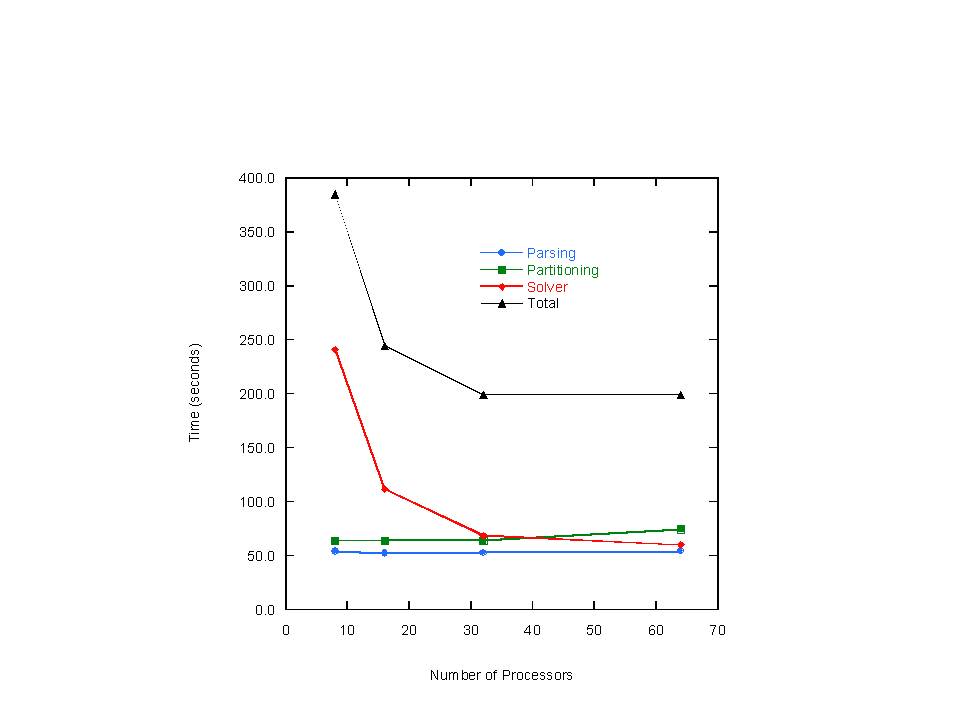 400.0
350.0
300.0
250.0
200.0
150.0
100.0
50.0
0.0
Time (seconds)
Parsing
Partitioning
Solver
Total
0 10 20 30 40 50 60 70
Number of Processors